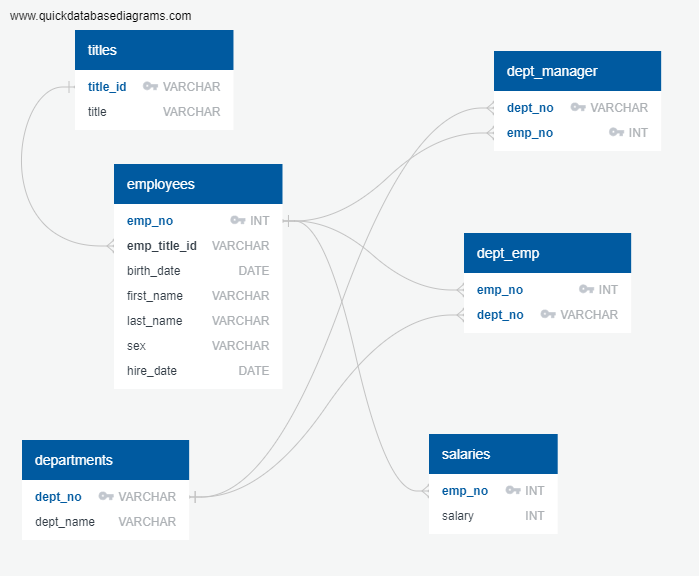 www.quickdatabasediagrams.com
titles
title_id VARCHAR
title VARCHAR
employees
emp_no INT
emp_title_id VARCHAR
birth_date DATE
first_name VARCHAR
last_name VARCHAR
sex VARCHAR
hire_date DATE
departments
dept_no VARCHAR
dept_name VARCHAR
dept_manager
dept_no VARCHAR
emp_no INT
dept_emp
emp_no INT
dept_no VARCHAR
salaries
emp_no INT
salary INT